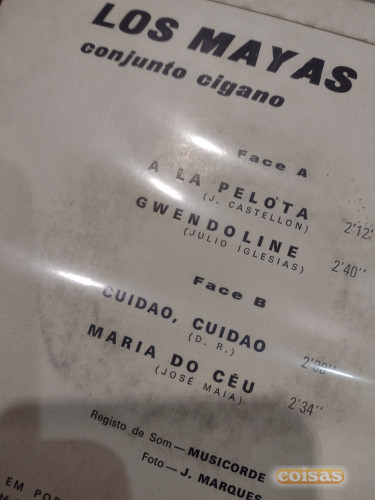 LOS MAYAS
conjunto cigano
Face A
A LA PELOTA 2'12''
(J. CASTELLON)
GWENDOLINE 2'40''
(JULIO IGLESIAS)
Face B
CUIDAO, CUIDAO
(D. R.)
MARIA DO CÉU 2'34''
(JOSÉ MAIA)
Registo de Som — MUSICORDE
Foto — J. MARQUES
EM
coisas